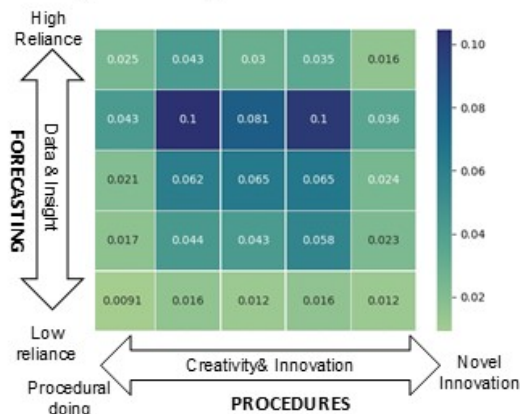 High
Reliance
FORECASTING
Data & Insight
0.025 0.043 0.03 0.035 0.016
0.043 0.1 0.081 0.1 0.036
0.021 0.062 0.065 0.065 0.024
0.017 0.044 0.043 0.058 0.023
0.0091 0.016 0.012 0.016 0.012
0.10
0.08
0.06
0.04
0.02
Low
reliance
Procedural
doing
Creativity& Innovation
PROCEDURES
Novel
Innovation